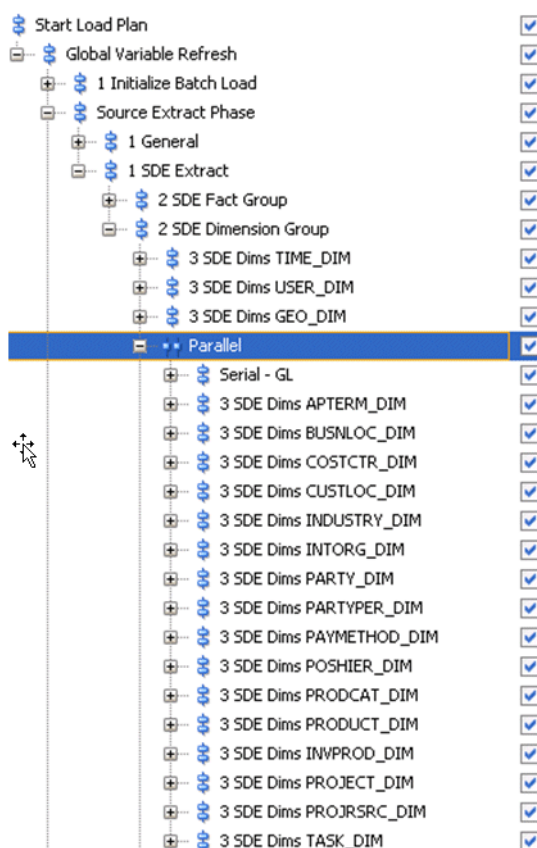 Start Load Plan
Global Variable Refresh
1 Initialize Batch Load
Source Extract Phase
1 General
1 SDE Extract
2 SDE Fact Group
2 SDE Dimension Group
3 SDE Dims TIME_DIM
3 SDE Dims USER_DIM
3 SDE Dims GEO_DIM
Parallel
Serial - GL
3 SDE Dims APTERM_DIM
3 SDE Dims BUSNLOC_DIM
3 SDE Dims COSTCTR_DIM
3 SDE Dims CUSTLOC_DIM
3 SDE Dims INDUSTRY_DIM
3 SDE Dims INTORG_DIM
3 SDE Dims PARTY_DIM
3 SDE Dims PARTYPER_DIM
3 SDE Dims PAYMETHOD_DIM
3 SDE Dims POSHIER_DIM
3 SDE Dims PRODCAT_DIM
3 SDE Dims PRODUCT_DIM
3 SDE Dims INVPROD_DIM
3 SDE Dims PROJECT_DIM
3 SDE Dims PROJRSRC_DIM
3 SDE Dims TASK_DIM